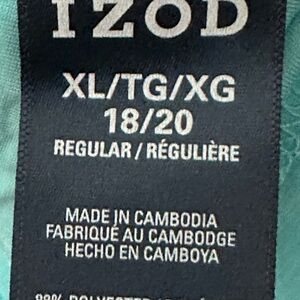 IZOD
XL/TG/XG
18/20
REGULAR / RÉGULIÈRE
MADE IN CAMBODIA
FABRIQUÉ AU CAMBODGE
HECHO EN CAMBOYA